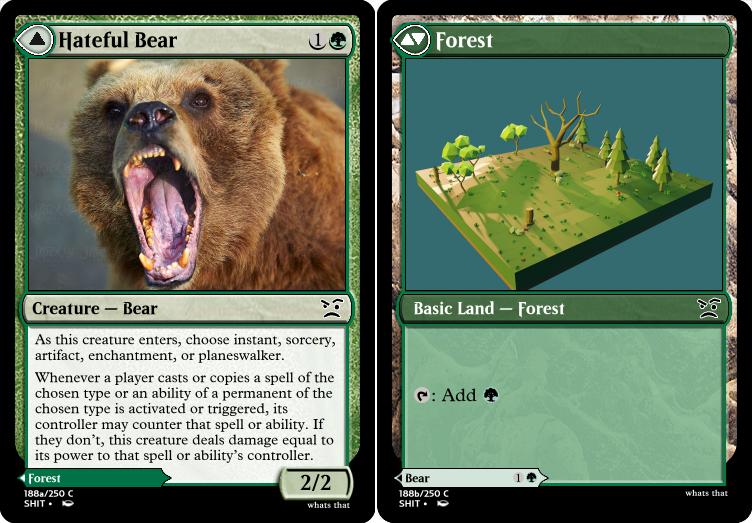 Hateful Bear
1
Creature — Bear
As this creature enters, choose instant, sorcery,
artifact, enchantment, or planeswalker.
Whenever a player casts or copies a spell of the
chosen type or an ability of a permanent of the
chosen type is activated or triggered, its
controller may counter that spell or ability. If
they don't, this creature deals damage equal to
its power to that spell or ability's controller.
Forest
2/2
188a/250 C
SHIT •
whats that
Forest
Basic Land — Forest
: Add
Bear
1
188b/250 C
SHIT •
whats that